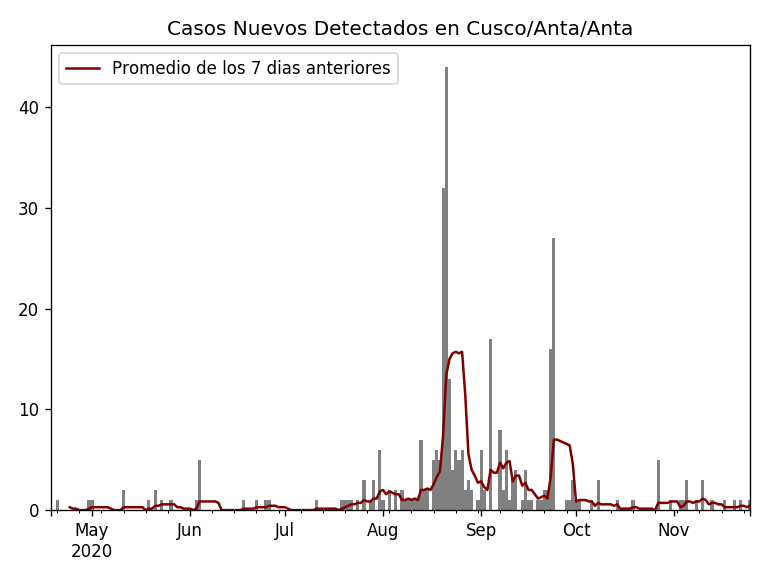 Casos Nuevos Detectados en Cusco/Anta/Anta
Promedio de los 7 dias anteriores
40
30
20
10
0
May Jun Jul Aug Sep Oct Nov
2020